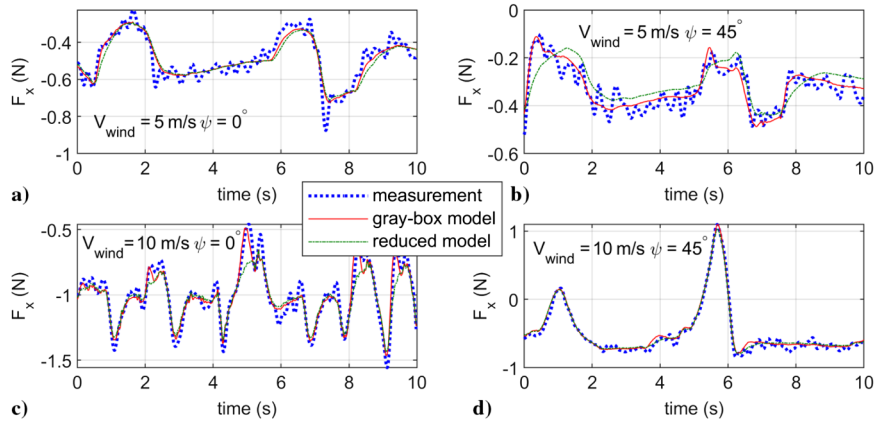 -0.4
-0.6
-0.8
-1
F_x (N)
V_wind = 5 m/s ψ = 0°
0 2 4 6 8 10
time (s)
a)
0
-0.2
-0.4
-0.6
F_x (N)
V_wind = 5 m/s ψ = 45°
0 2 4 6 8 10
time (s)
b)
measurement
gray-box model
reduced model
-0.5
-1
-1.5
F_x (N)
V_wind = 10 m/s ψ = 0°
0 2 4 6 8 10
time (s)
c)
1
0
-1
F_x (N)
V_wind = 10 m/s ψ = 45°
0 2 4 6 8 10
time (s)
d)